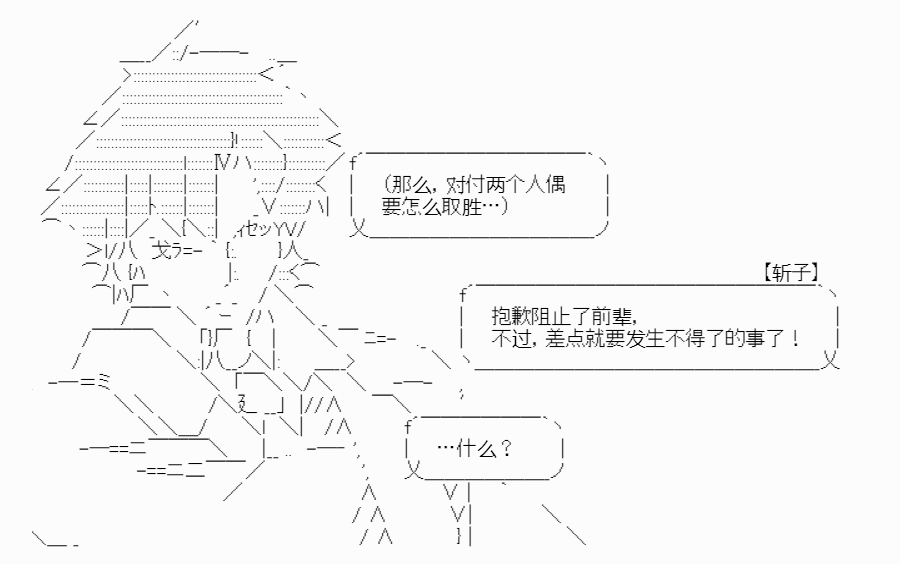 （那么，对付两个人偶
要怎么取胜…）
【斩子】
抱歉阻止了前辈，
不过，差点就要发生不得了的事了！
…什么？